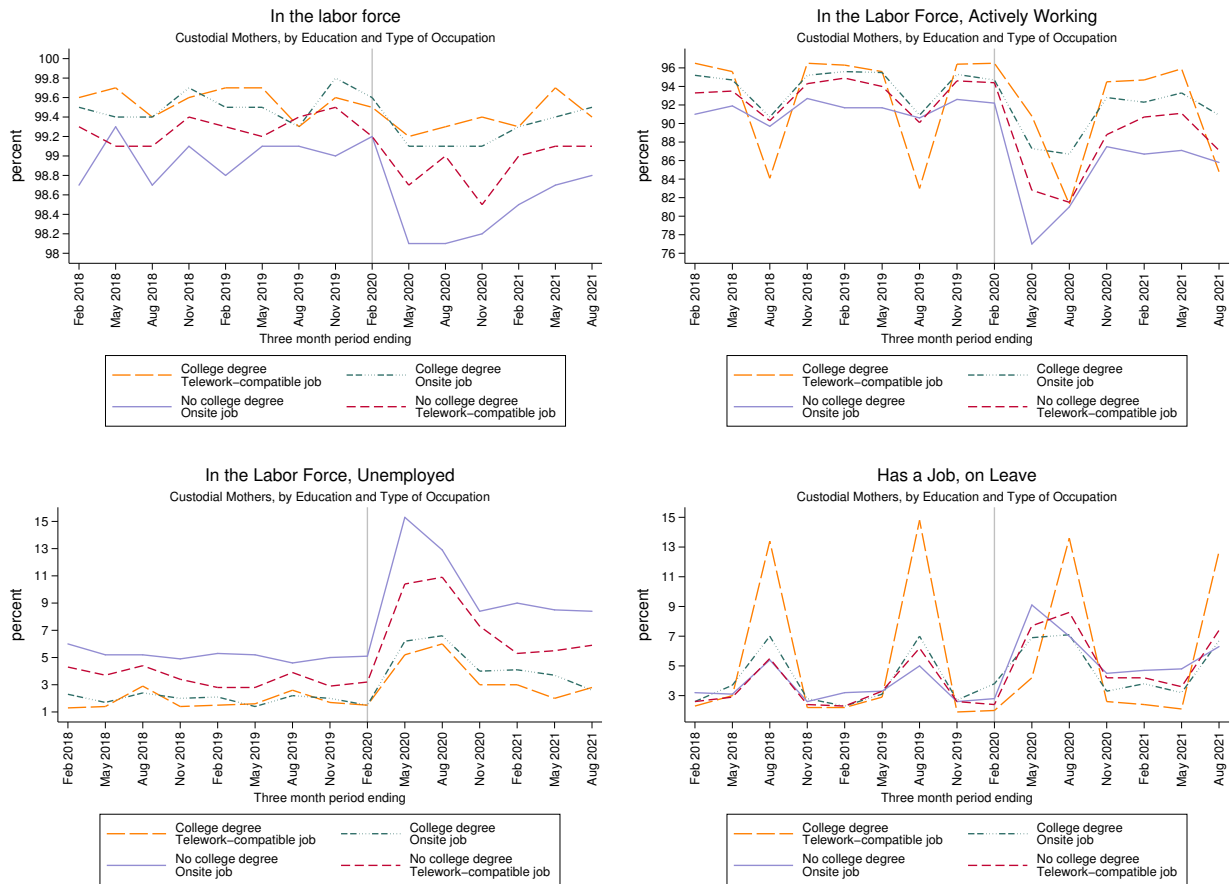 In the labor force
Custodial Mothers, by Education and Type of Occupation
percent
100
99.8
99.6
99.4
99.2
99
98.8
98.6
98.4
98.2
98
Feb 2018
May 2018
Aug 2018
Nov 2018
Feb 2019
May 2019
Aug 2019
Nov 2019
Feb 2020
May 2020
Aug 2020
Nov 2020
Feb 2021
May 2021
Aug 2021
Three month period ending
College degree
Telework-compatible job
College degree
Onsite job
No college degree
Onsite job
No college degree
Telework-compatible job
In the Labor Force, Actively Working
Custodial Mothers, by Education and Type of Occupation
percent
96
94
92
90
88
86
84
82
80
78
76
Feb 2018
May 2018
Aug 2018
Nov 2018
Feb 2019
May 2019
Aug 2019
Nov 2019
Feb 2020
May 2020
Aug 2020
Nov 2020
Feb 2021
May 2021
Aug 2021
Three month period ending
College degree
Telework-compatible job
College degree
Onsite job
No college degree
Onsite job
No college degree
Telework-compatible job
In the Labor Force, Unemployed
Custodial Mothers, by Education and Type of Occupation
percent
15
13
11
9
7
5
3
1
Feb 2018
May 2018
Aug 2018
Nov 2018
Feb 2019
May 2019
Aug 2019
Nov 2019
Feb 2020
May 2020
Aug 2020
Nov 2020
Feb 2021
May 2021
Aug 2021
Three month period ending
College degree
Telework-compatible job
College degree
Onsite job
No college degree
Onsite job
No college degree
Telework-compatible job
Has a Job, on Leave
Custodial Mothers, by Education and Type of Occupation
percent
15
13
11
9
7
5
3
Feb 2018
May 2018
Aug 2018
Nov 2018
Feb 2019
May 2019
Aug 2019
Nov 2019
Feb 2020
May 2020
Aug 2020
Nov 2020
Feb 2021
May 2021
Aug 2021
Three month period ending
College degree
Telework-compatible job
College degree
Onsite job
No college degree
Onsite job
No college degree
Telework-compatible job